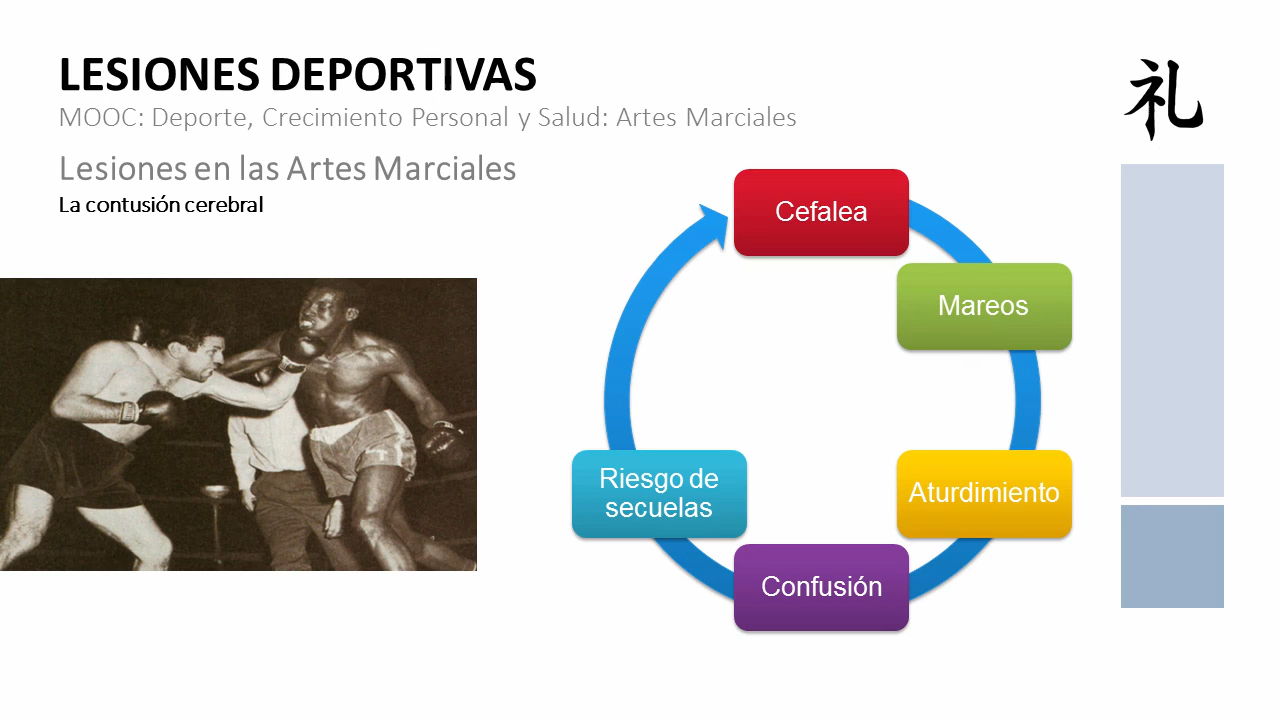 LESIONES DEPORTIVAS
MOOC: Deporte, Crecimiento Personal y Salud: Artes Marciales
Lesiones en las Artes Marciales
La contusión cerebral
礼
Cefalea
Mareos
Aturdimiento
Confusión
Riesgo de
secuelas